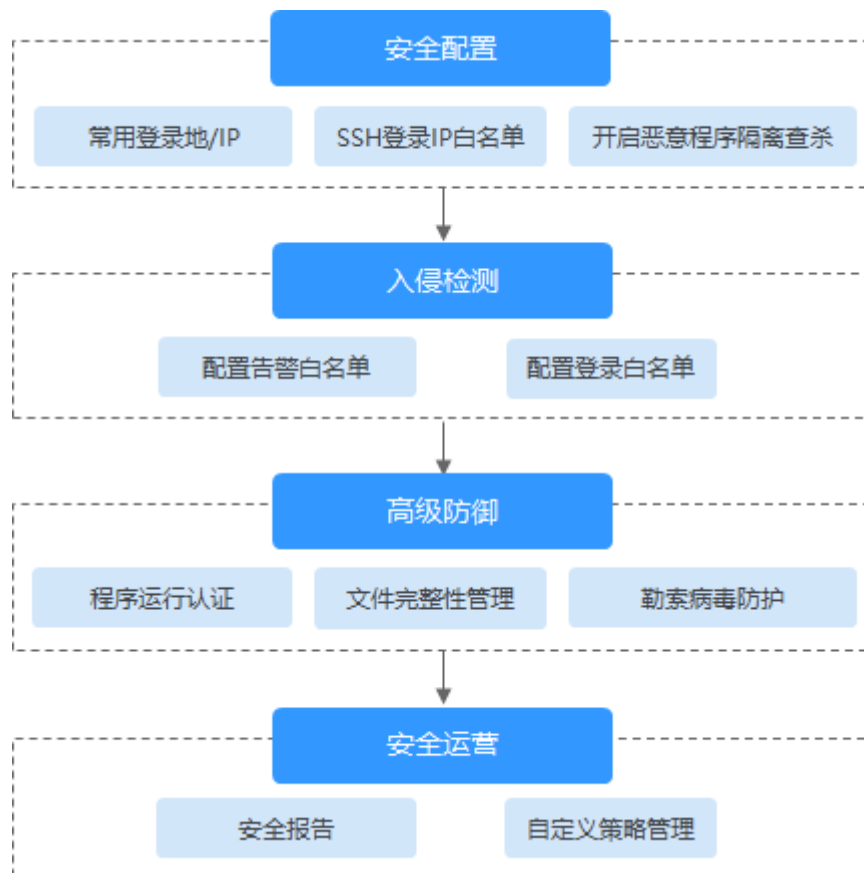 安全配置
常用登录地/IP
SSH登录IP白名单
开启恶意程序隔离查杀
入侵检测
配置告警白名单
配置登录白名单
高级防御
程序运行认证
文件完整性管理
勒索病毒防护
安全运营
安全报告
自定义策略管理